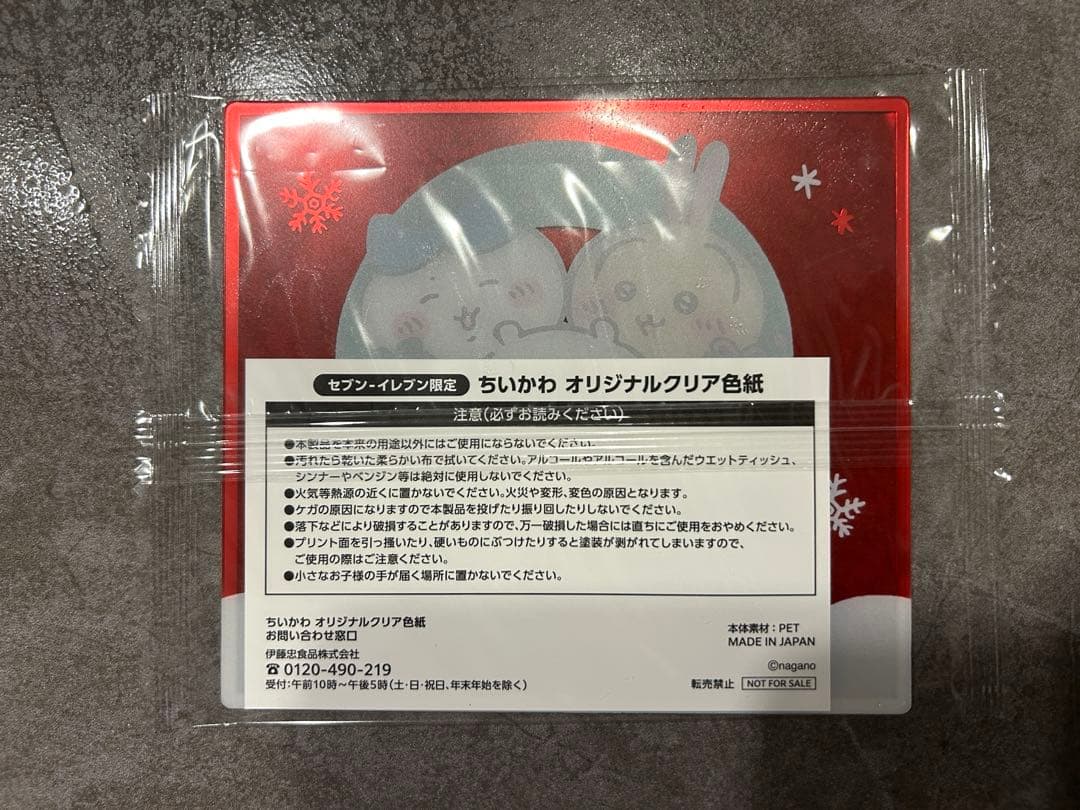 セブン-イレブン限定 ちいかわ オリジナルクリア色紙
注意(必ずお読みください)
●本製品を本来の用途以外にはご使用にならないでください。
●汚れたら乾いた柔らかい布で拭いてください。アルコールやアルコールを含んだウエットティッシュ、
シンナーやベンジン等は絶対に使用しないでください。
●火気等熱源の近くに置かないでください。火災や変形、変色の原因となります。
●ケガの原因になりますので本製品を投げたり振り回したりしないでください。
●落下などにより破損することがありますので、万一破損した場合には直ちにご使用をおやめください。
●プリント面を引っ掻いたり、硬いものにぶつけたりすると塗装が剥がれてしまいますので、
ご使用の際はご注意ください。
●小さなお子様の手が届く場所に置かないでください。
ちいかわ オリジナルクリア色紙
お問い合わせ窓口
伊藤忠食品株式会社
☎0120-490-219
受付:午前10時~午後5時(土・日・祝日、年末年始を除く)
本体素材:PET
MADE IN JAPAN
©nagano
転売禁止 NOT FOR SALE